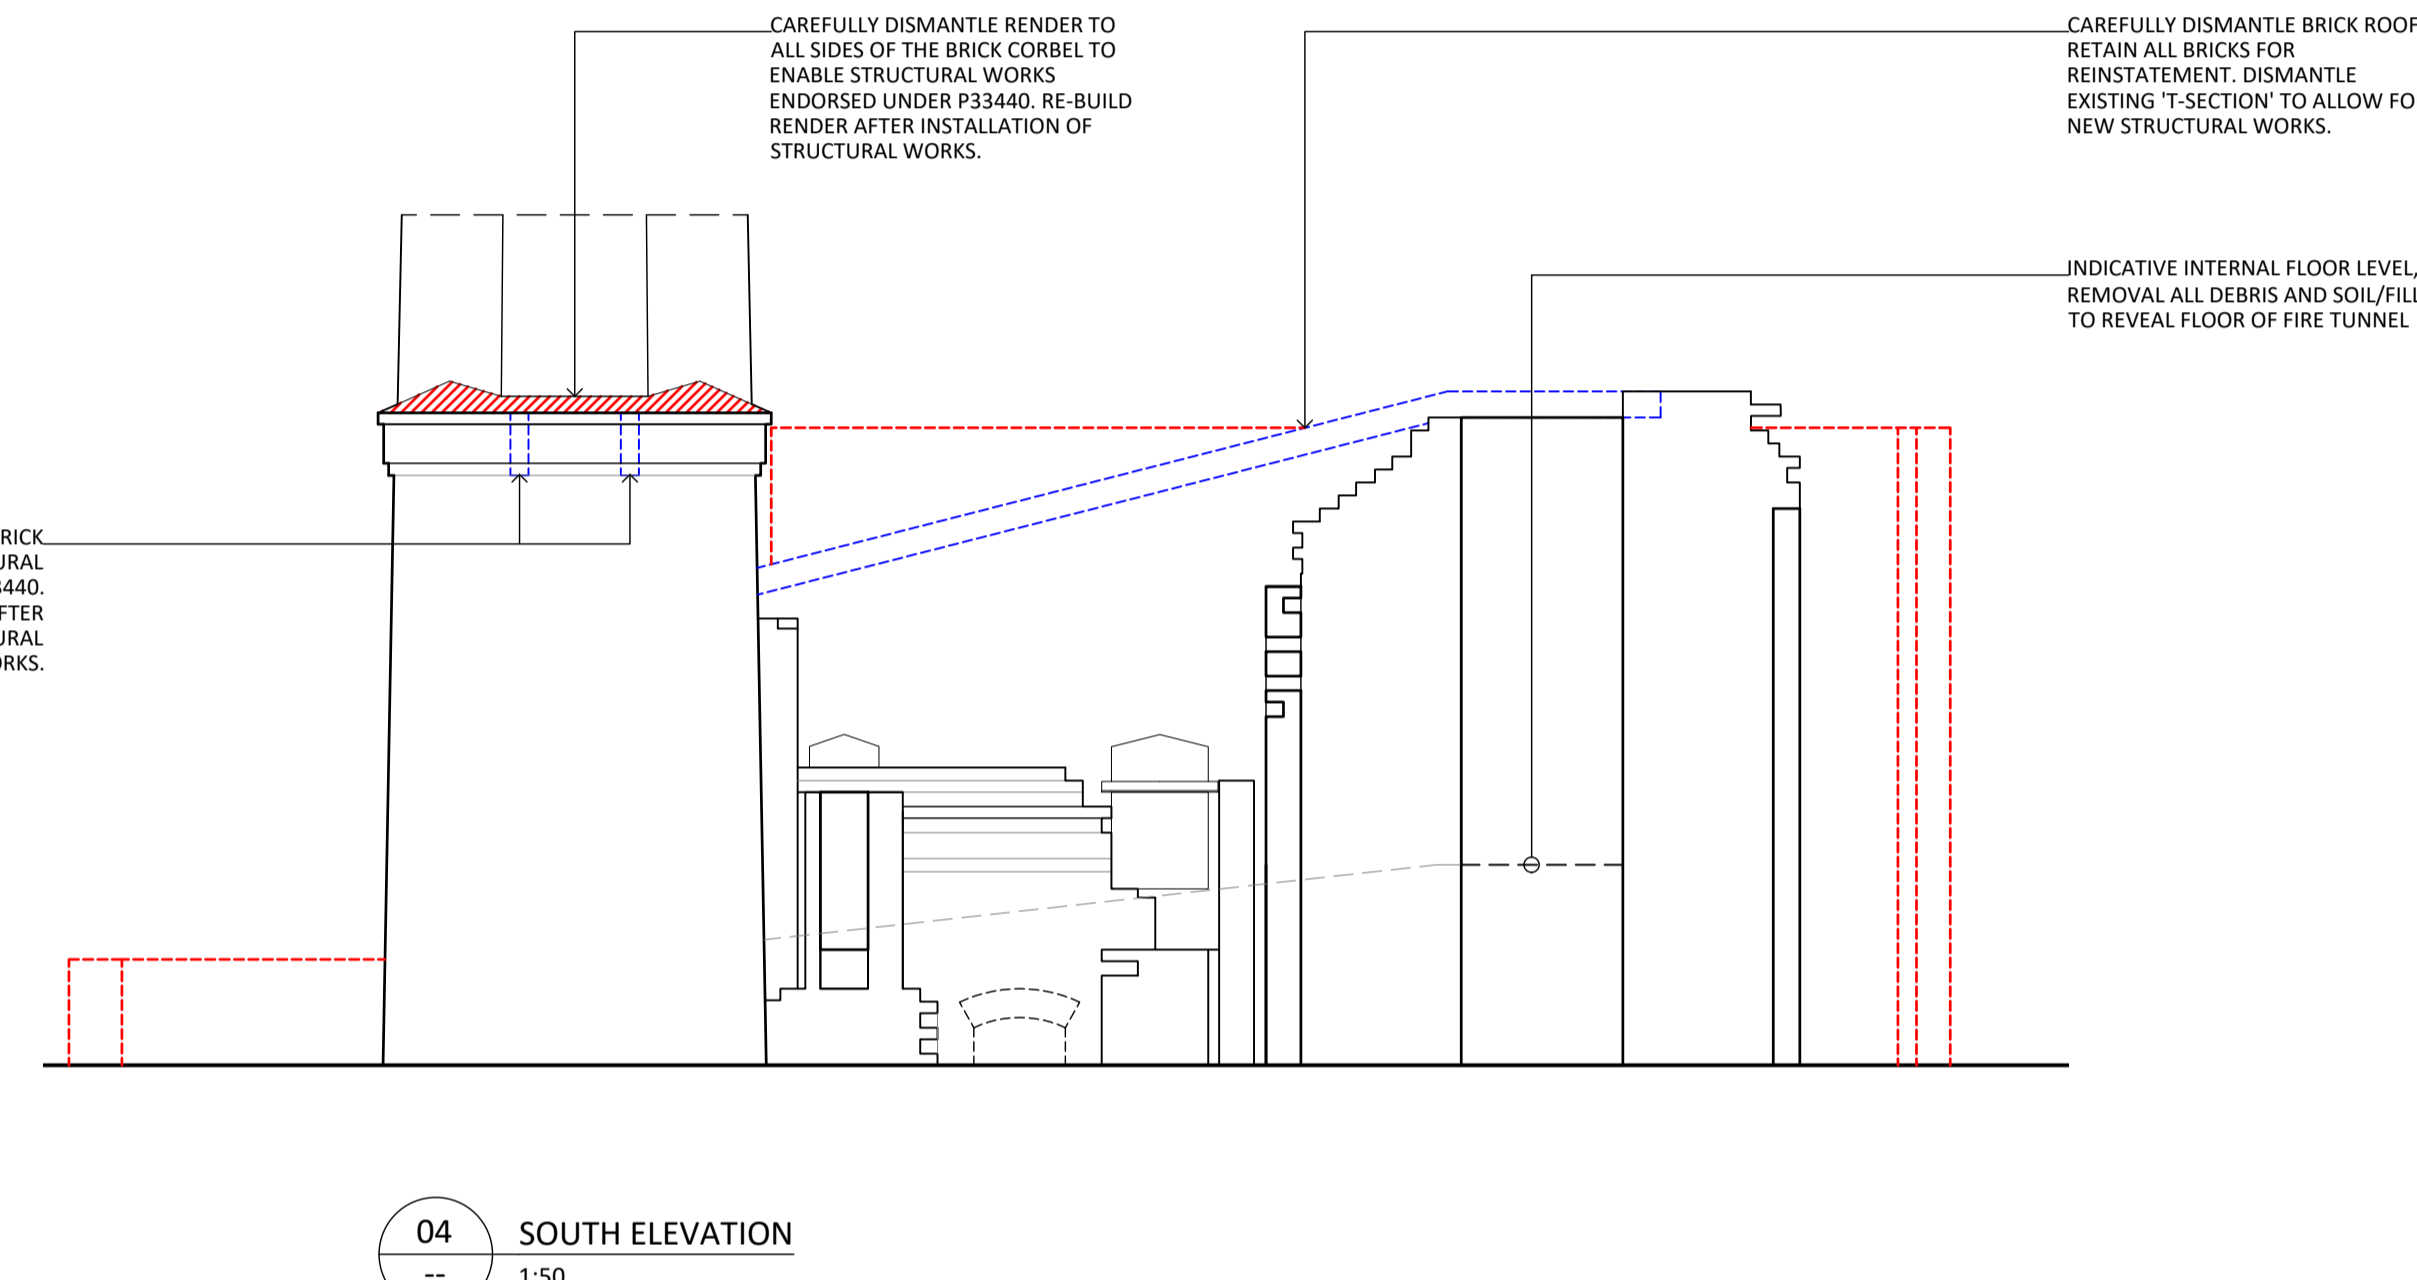 CAREFULLY DISMANTLE RENDER TO
ALL SIDES OF THE BRICK CORBEL TO
ENABLE STRUCTURAL WORKS
ENDORSED UNDER P33440. RE-BUILD
RENDER AFTER INSTALLATION OF
STRUCTURAL WORKS.
CAREFULLY DISMANTLE BRICK ROOF
RETAIN ALL BRICKS FOR
REINSTATEMENT. DISMANTLE
EXISTING 'T-SECTION' TO ALLOW FO
NEW STRUCTURAL WORKS.
INDICATIVE INTERNAL FLOOR LEVEL,
REMOVAL ALL DEBRIS AND SOIL/FILL
TO REVEAL FLOOR OF FIRE TUNNEL
RICK
URAL
3440.
FTER
URAL
ORKS.
04
SOUTH ELEVATION
--
1:50